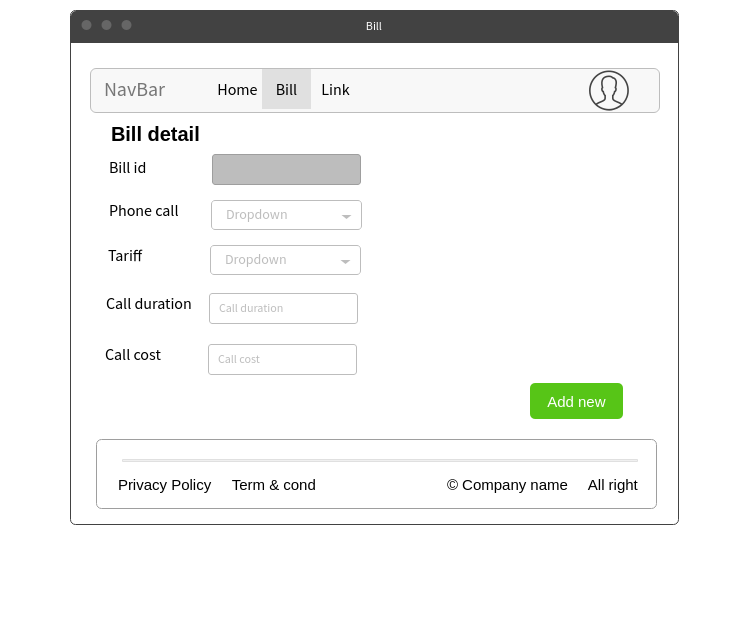 Bill
NavBar Home Bill Link
Bill detail
Bill id
Phone call Dropdown
Tariff Dropdown
Call duration Call duration
Call cost Call cost
Add new
Privacy Policy Term & cond © Company name All right